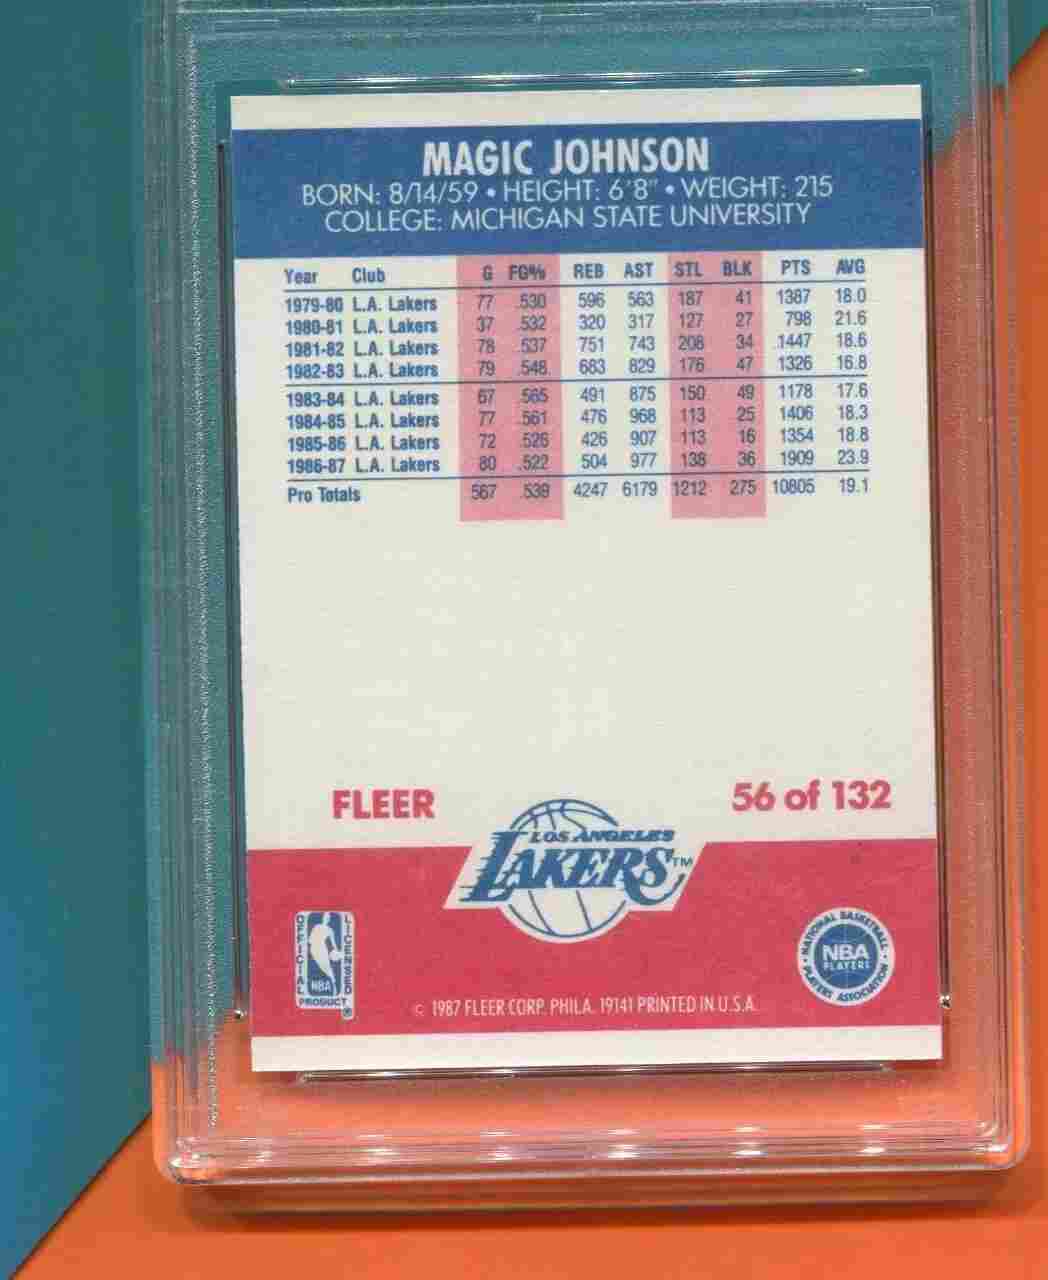 MAGIC JOHNSON
BORN: 8/14/59 • HEIGHT: 6'8" • WEIGHT: 215
COLLEGE: MICHIGAN STATE UNIVERSITY
Year Club G FG% REB AST STL BLK PTS AVG
1979-80 L.A. Lakers 77 .530 596 563 187 41 1387 18.0
1980-81 L.A. Lakers 37 .532 320 317 127 27 798 21.6
1981-82 L.A. Lakers 78 .537 751 743 208 34 1447 18.6
1982-83 L.A. Lakers 79 .548 683 829 176 47 1326 16.8
1983-84 L.A. Lakers 67 .565 491 875 150 49 1178 17.6
1984-85 L.A. Lakers 77 .561 476 968 113 25 1406 18.3
1985-86 L.A. Lakers 72 .526 426 907 113 16 1354 18.8
1986-87 L.A. Lakers 80 .522 504 977 138 36 1909 23.9
Pro Totals 567 .539 4247 6179 1212 275 10805 19.1
FLEER
56 of 132
LOS ANGELES
LAKERS™
OFFICIAL LICENSED
NBA
PRODUCT ®
NATIONAL BASKETBALL
NBA
PLAYERS
PLAYERS ASSOCIATION
© 1987 FLEER CORP. PHILA. 19141 PRINTED IN U.S.A.